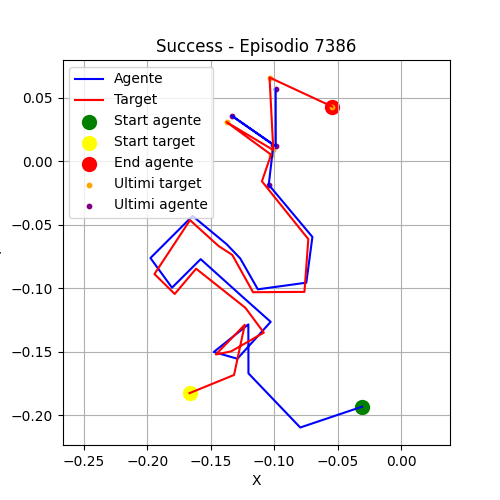 Success - Episodio 7386
Agente
Target
Start agente
Start target
End agente
Ultimi target
Ultimi agente
0.05
0.00
−0.05
−0.10
−0.15
−0.20
−0.25
−0.20
−0.15
−0.10
−0.05
0.00
X